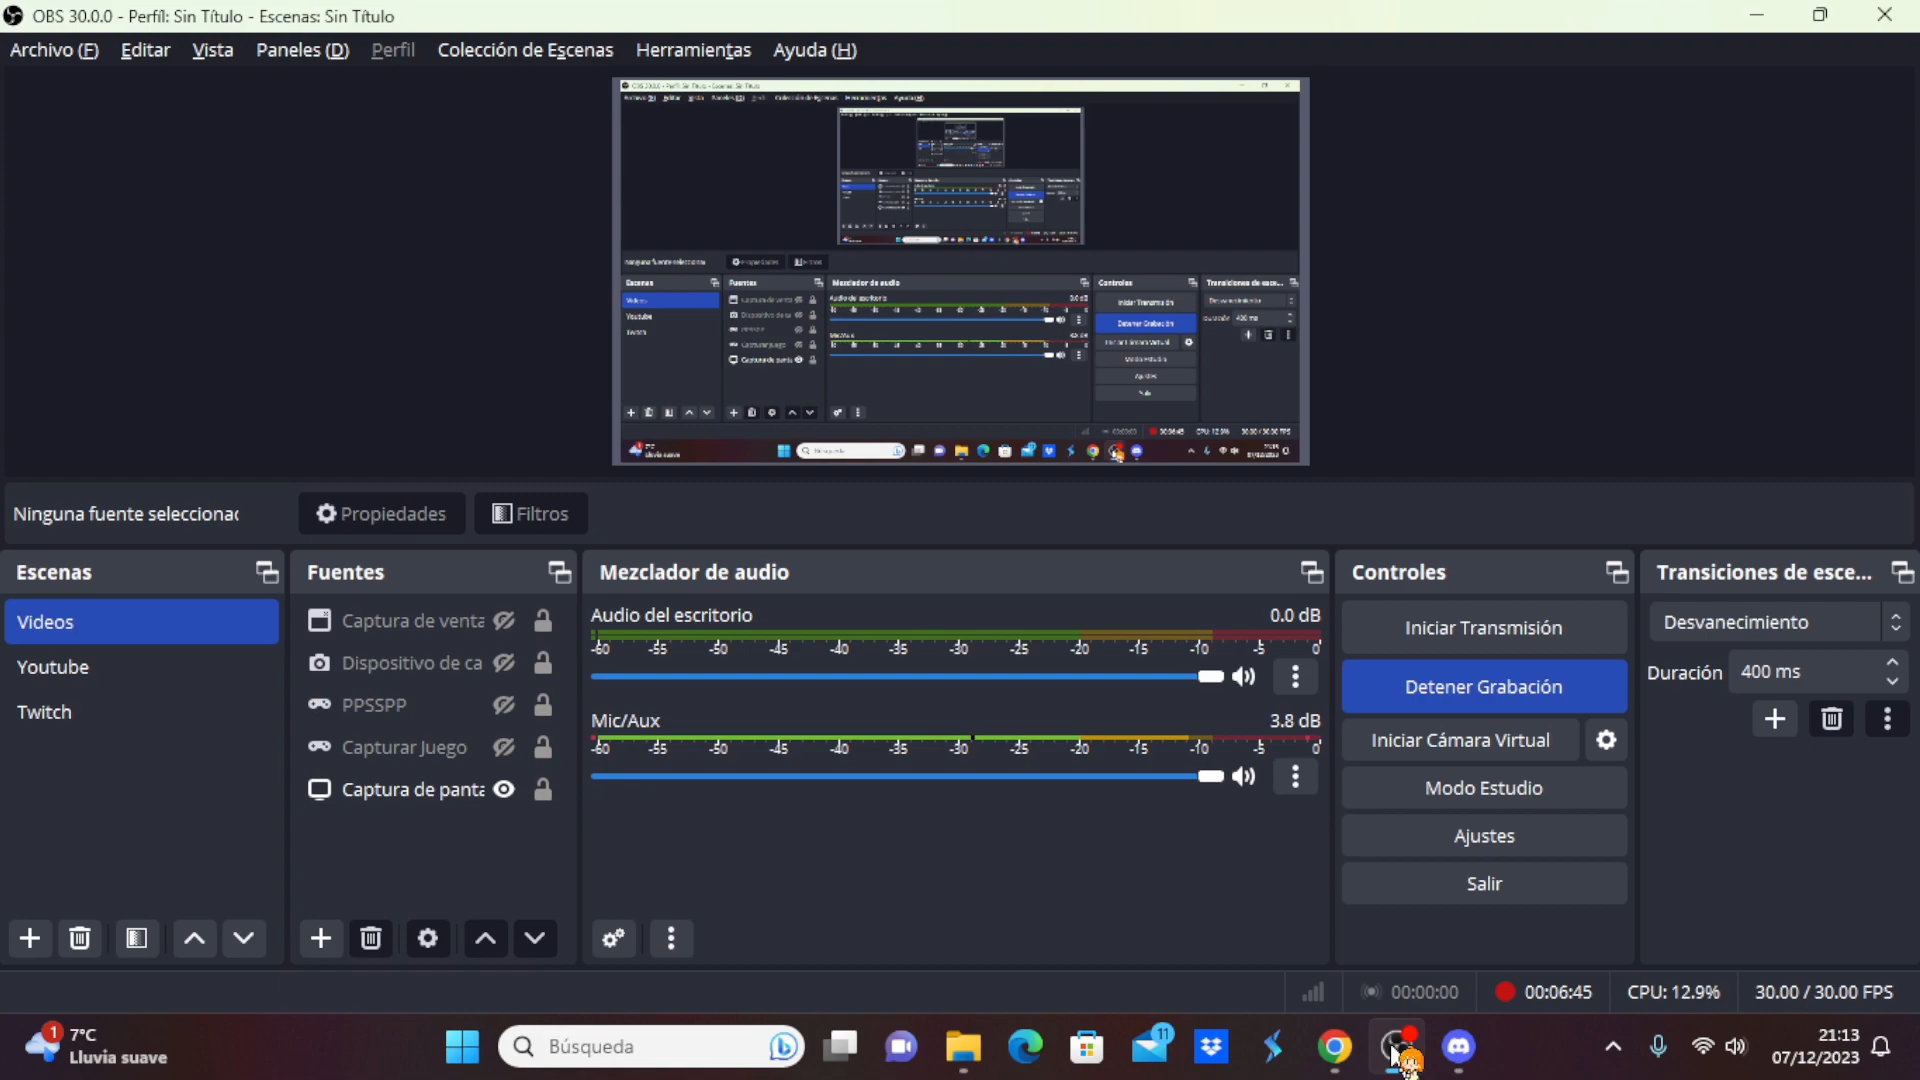 OBS 30.0.0 - Perfil: Sin Título - Escenas: Sin Título
Archivo (F) Editar Vista Paneles (D) Perfil Colección de Escenas Herramientas Ayuda (H)
Ninguna fuente seleccionac Propiedades Filtros
Escenas
Videos
Youtube
Twitch
Fuentes
Captura de venta
Dispositivo de ca
PPSSPP
Capturar Juego
Captura de panta
Mezclador de audio
Audio del escritorio 0.0 dB
-60 -55 -50 -45 -40 -35 -30 -25 -20 -15 -10 -5 0
Mic/Aux 3.8 dB
-60 -55 -50 -45 -40 -35 -30 -25 -20 -15 -10 -5 0
Controles
Iniciar Transmisión
Detener Grabación
Iniciar Cámara Virtual
Modo Estudio
Ajustes
Salir
Transiciones de esce...
Desvanecimiento
Duración 400 ms
00:00:00 00:06:45 CPU: 12.9% 30.00 / 30.00 FPS
1
7°C
Lluvia suave
Búsqueda
11
21:13
07/12/2023